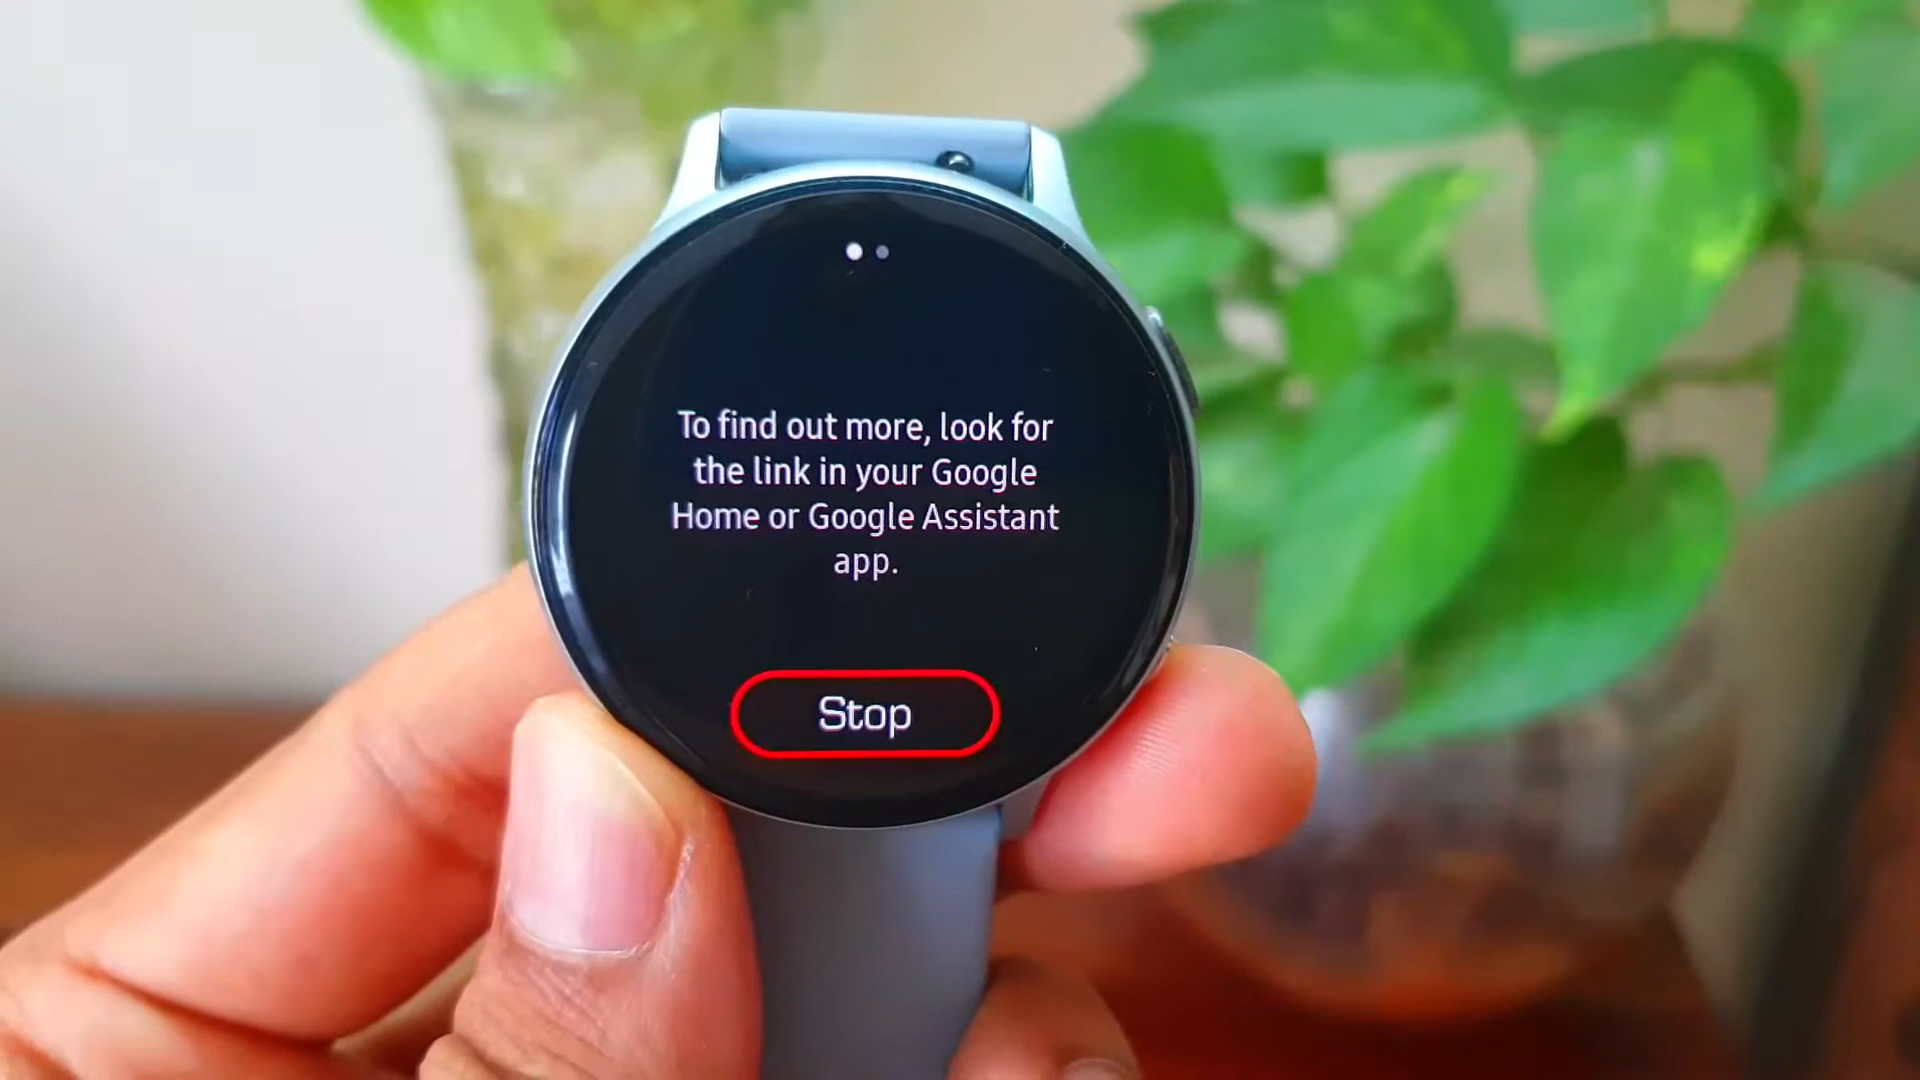 To find out more, look for
the link in your Google
Home or Google Assistant
app.
Stop